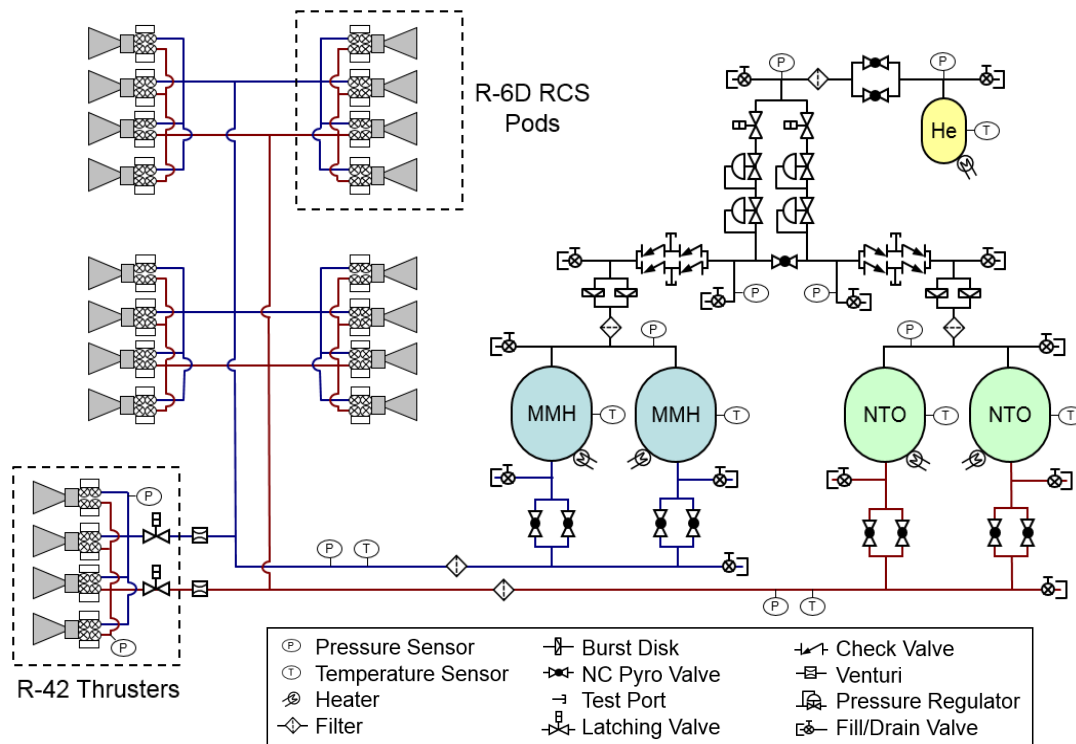 R-6D RCS
Pods
P
P
He
T
P
P
P
P
MMH
T
MMH
T
NTO
T
NTO
T
P
P
T
P
T
P
R-42 Thrusters
P Pressure Sensor
T Temperature Sensor
Heater
Filter
Burst Disk
NC Pyro Valve
Test Port
Latching Valve
Check Valve
Venturi
Pressure Regulator
Fill/Drain Valve